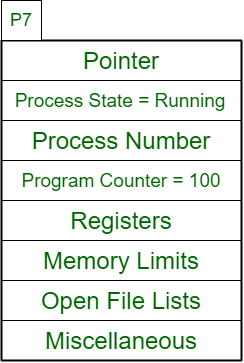 P7
Pointer
Process State = Running
Process Number
Program Counter = 100
Registers
Memory Limits
Open File Lists
Miscellaneous